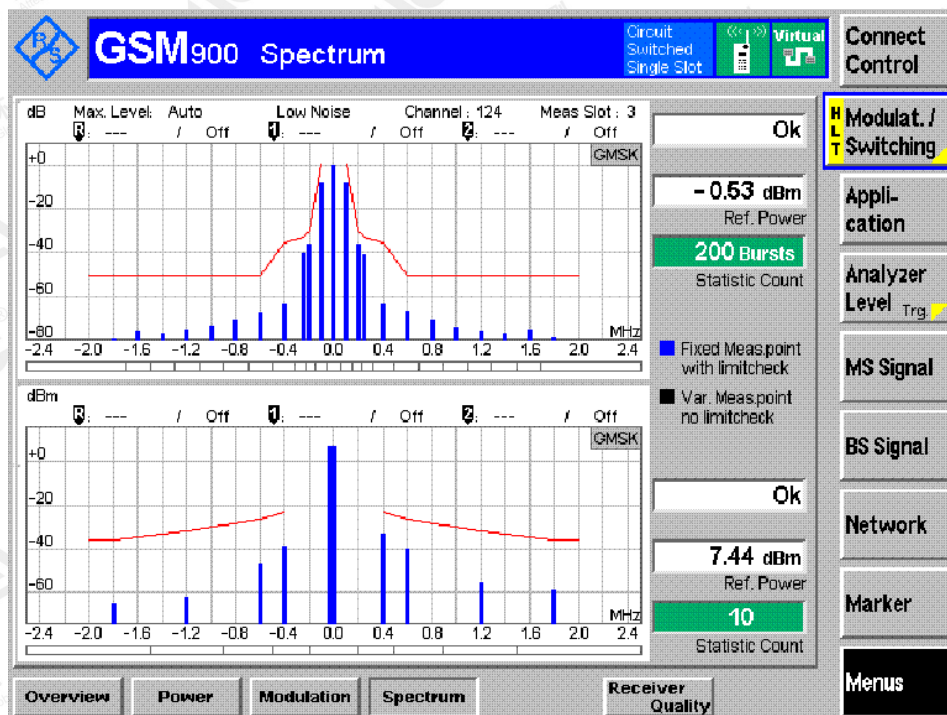 R/S
GSM900 Spectrum
Circuit
Switched
Single Slot
Virtual
Connect
Control
dB Max. Level: Auto Low Noise Channel : 124 Meas Slot : 3
R: --- / Off 1: --- / Off 2: --- / Off
GMSK
+0
-20
-40
-60
-80
MHz
-2.4 -2.0 -1.6 -1.2 -0.8 -0.4 0.0 0.4 0.8 1.2 1.6 2.0 2.4
Ok
-0.53 dBm
Ref. Power
200 Bursts
Statistic Count
Fixed Meas.point
with limitcheck
Var. Meas.point
no limitcheck
dBm
R: --- / Off 1: --- / Off 2: --- / Off
GMSK
+0
-20
-40
-60
MHz
-2.4 -2.0 -1.6 -1.2 -0.8 -0.4 0.0 0.4 0.8 1.2 1.6 2.0 2.4
Ok
7.44 dBm
Ref. Power
10
Statistic Count
HLT
Modulat. /
Switching
Appli-
cation
Analyzer
Level Trg.
MS Signal
BS Signal
Network
Marker
Menus
Overview
Power
Modulation
Spectrum
Receiver
Quality